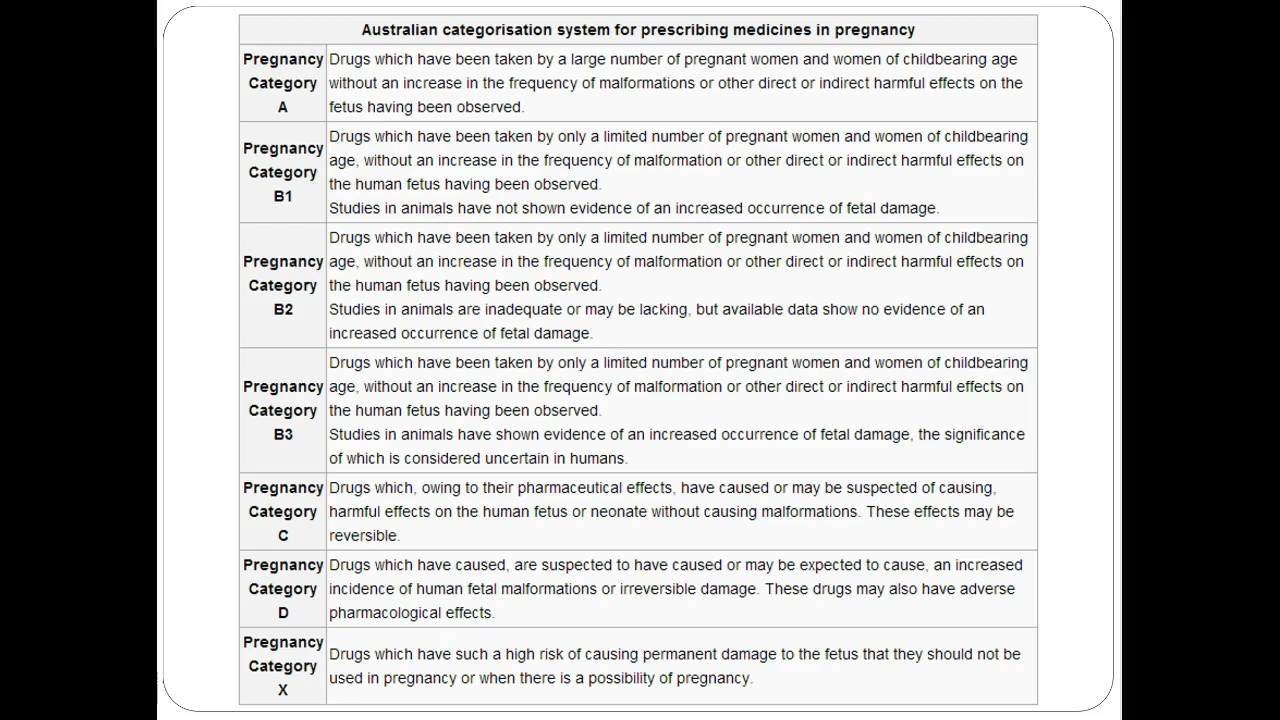 Australian categorisation system for prescribing medicines in pregnancy
Pregnancy
Category
A
Drugs which have been taken by a large number of pregnant women and women of childbearing age
without an increase in the frequency of malformations or other direct or indirect harmful effects on the
fetus having been observed.
Pregnancy
Category
B1
Drugs which have been taken by only a limited number of pregnant women and women of childbearing
age, without an increase in the frequency of malformation or other direct or indirect harmful effects on
the human fetus having been observed.
Studies in animals have not shown evidence of an increased occurrence of fetal damage.
Pregnancy
Category
B2
Drugs which have been taken by only a limited number of pregnant women and women of childbearing
age, without an increase in the frequency of malformation or other direct or indirect harmful effects on
the human fetus having been observed.
Studies in animals are inadequate or may be lacking, but available data show no evidence of an
increased occurrence of fetal damage.
Pregnancy
Category
B3
Drugs which have been taken by only a limited number of pregnant women and women of childbearing
age, without an increase in the frequency of malformation or other direct or indirect harmful effects on
the human fetus having been observed.
Studies in animals have shown evidence of an increased occurrence of fetal damage, the significance
of which is considered uncertain in humans.
Pregnancy
Category
C
Drugs which, owing to their pharmaceutical effects, have caused or may be suspected of causing,
harmful effects on the human fetus or neonate without causing malformations. These effects may be
reversible.
Pregnancy
Category
D
Drugs which have caused, are suspected to have caused or may be expected to cause, an increased
incidence of human fetal malformations or irreversible damage. These drugs may also have adverse
pharmacological effects.
Pregnancy
Category
X
Drugs which have such a high risk of causing permanent damage to the fetus that they should not be
used in pregnancy or when there is a possibility of pregnancy.